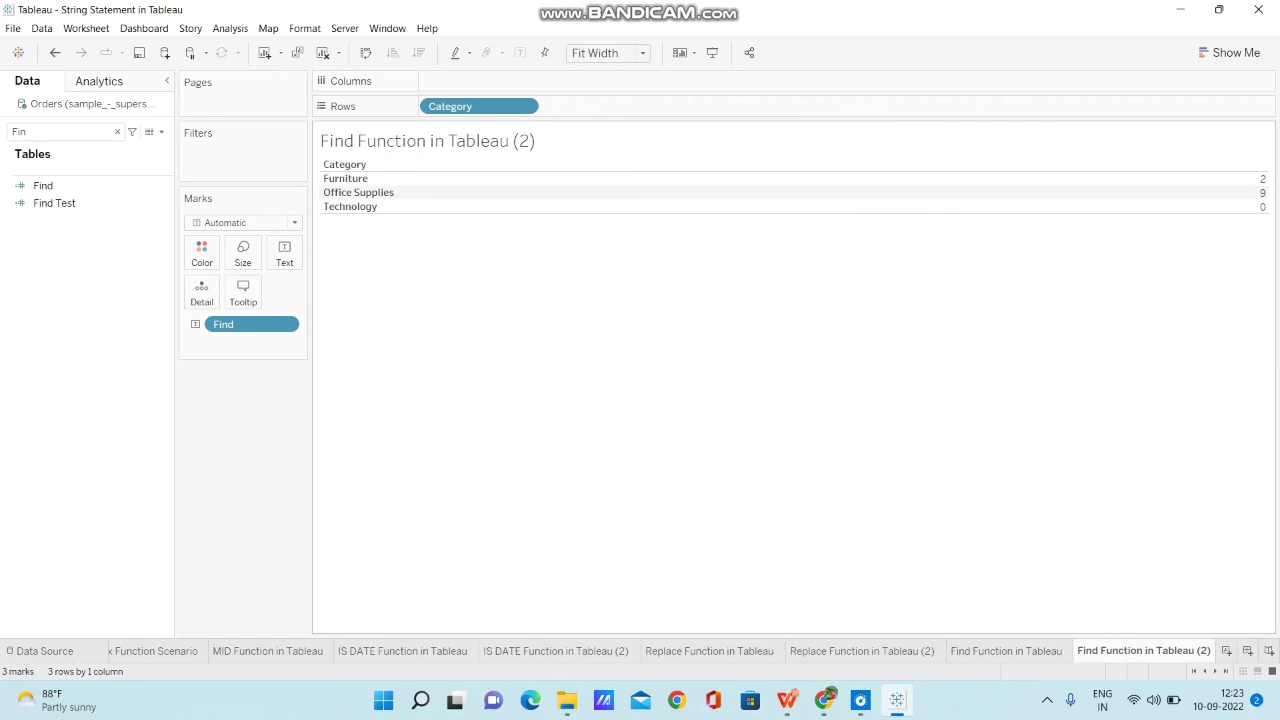 Tableau - String Statement in Tableau
www.BANDICAM.com
File Data Worksheet Dashboard Story Analysis Map Format Server Window Help
Fit Width
Show Me
Data Analytics
Orders (sample_-_supers...
Fin
Tables
Find
Find Test
Pages
Filters
Marks
Automatic
Color Size Text
Detail Tooltip
Find
Columns
Rows Category
Find Function in Tableau (2)
Category
Furniture 2
Office Supplies 9
Technology 0
Data Source x Function Scenario MID Function in Tableau IS DATE Function in Tableau IS DATE Function in Tableau (2) Replace Function in Tableau Replace Function in Tableau (2) Find Function in Tableau Find Function in Tableau (2)
3 marks 3 rows by 1 column
88°F
Partly sunny
ENG
IN
12:23
10-09-2022
2